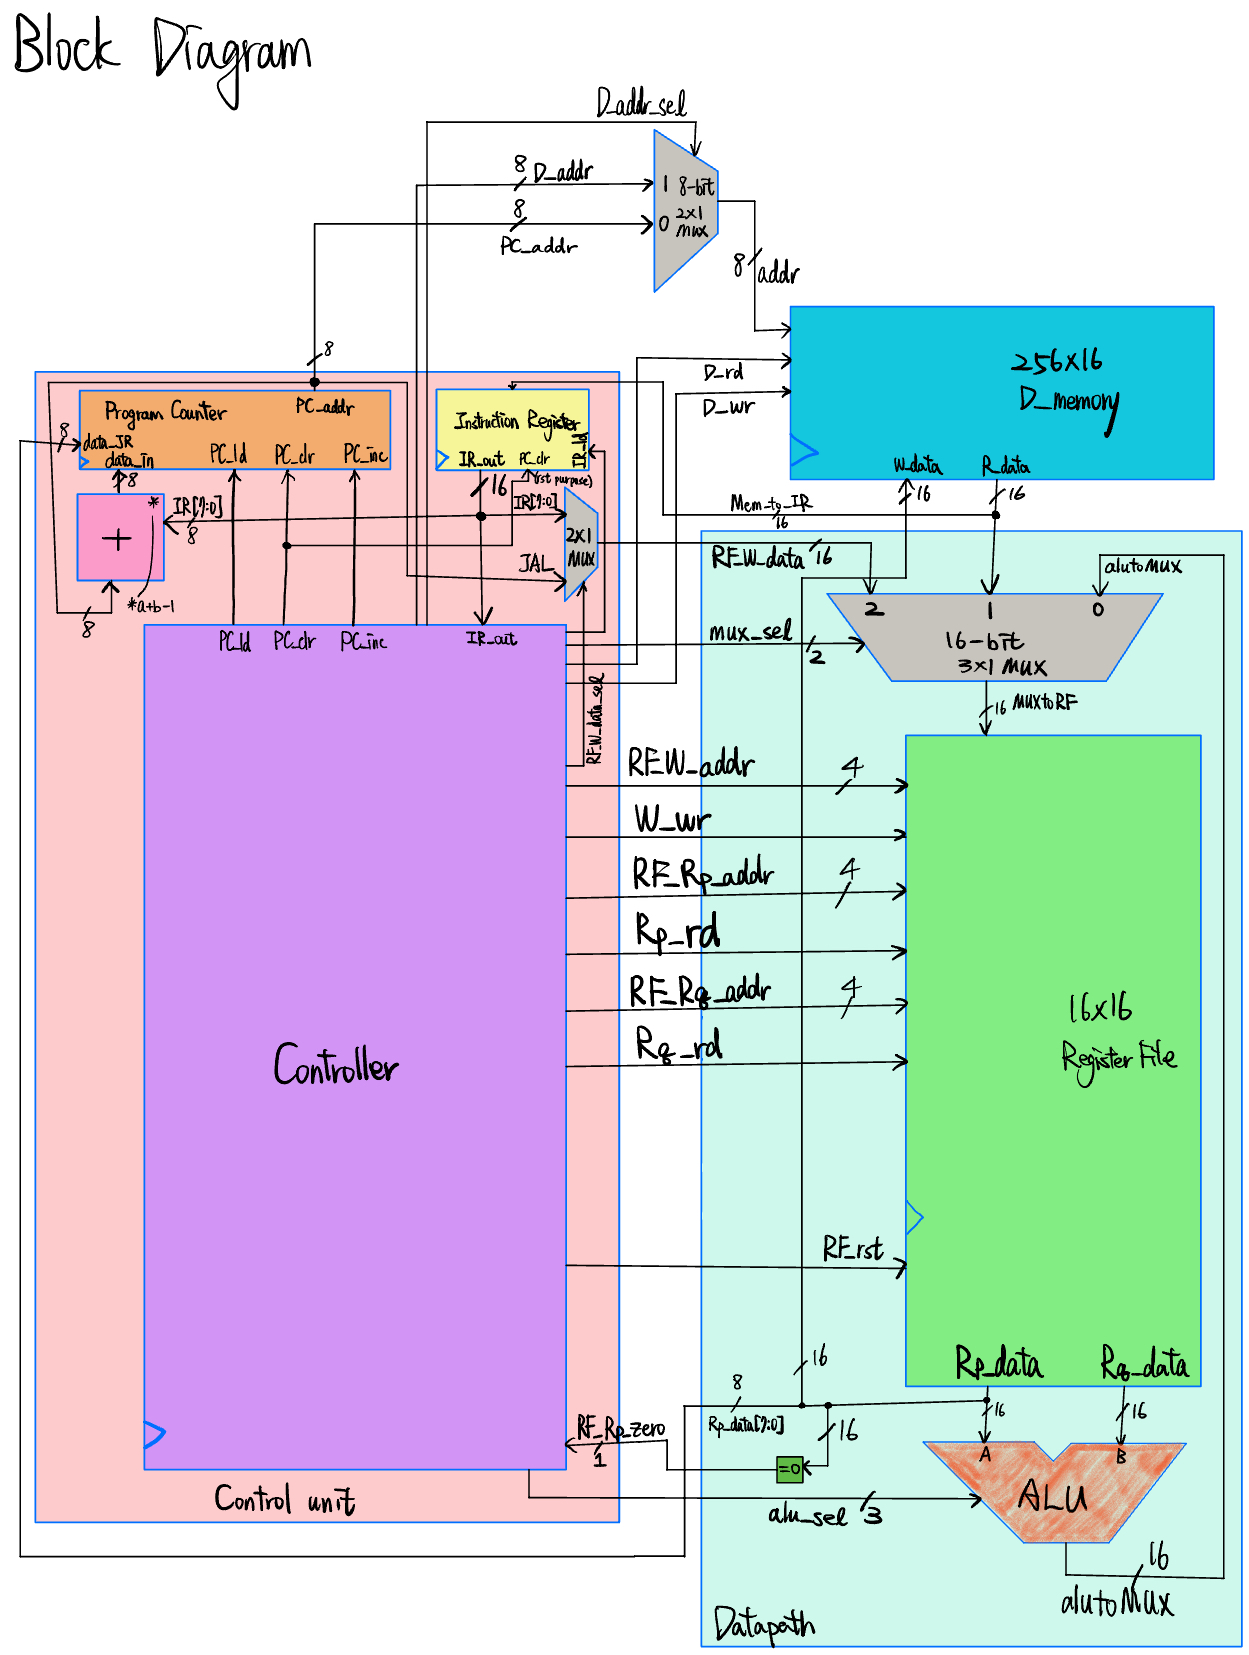 Block Diagram
D_addr_sel
8
D_addr
1 8-bit
8
0 2x1
MUX
PC_addr
8
addr
8
256x16
D_memory
D_rd
D_wr
W_data
R_data
16
16
Program Counter
PC_addr
8
data_JR
data_in
PC_ld
PC_clr
PC_inc
Instruction Register
IR_ld
IR_out
PC_clr
(rst purpose)
8
16
IR[7:0]
8
IR[7:0]
*
+
*a+b-1
8
2x1
MUX
JAL
Mem_to_IR
16
RF_W_data
16
alutoMUX
2
1
0
16-bit
3x1 MUX
mux_sel
2
16
MUXtoRF
PC_ld
PC_clr
PC_inc
IR_out
RF_W_data_sel
RF_W_addr
4
W_wr
RF_Rp_addr
4
Rp_rd
RF_Rq_addr
4
Rq_rd
Controller
16x16
Register File
RF_rst
16
Rp_data
Rq_data
8
Rp_data[7:0]
16
16
16
RF_Rp_zero
1
=0
A
B
ALU
Control unit
alu_sel
3
16
alutoMUX
Datapath